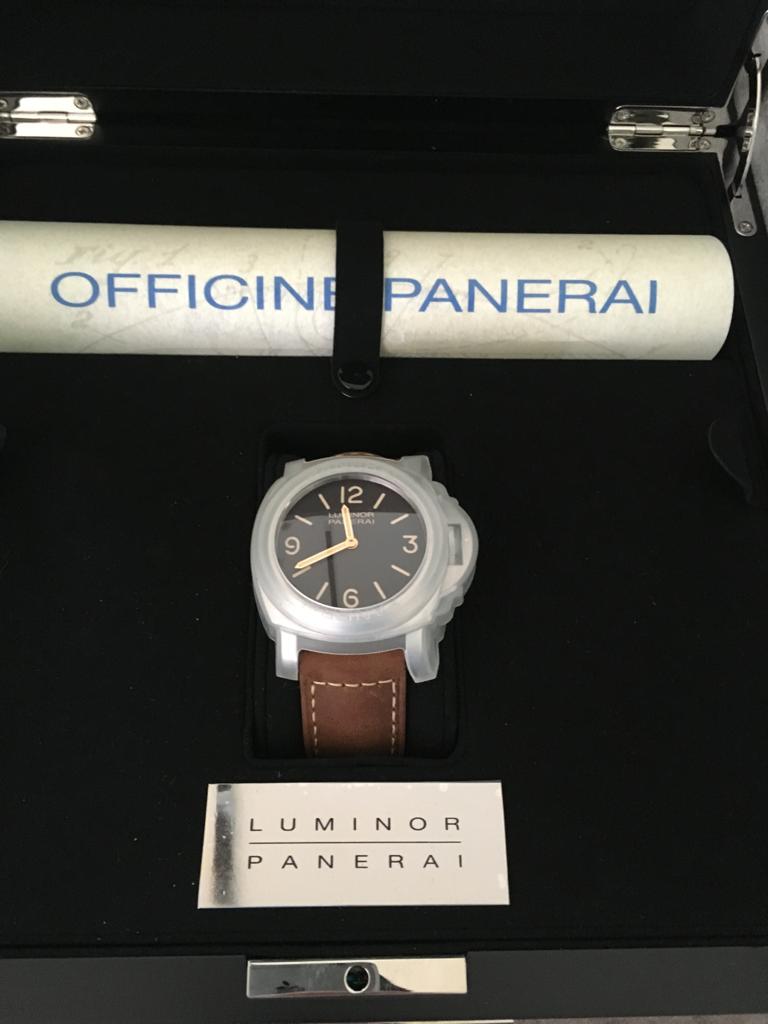 OFFICINE PANERAI
12
LUMINOR
PANERAI
9
3
6
LUMINOR
PANERAI